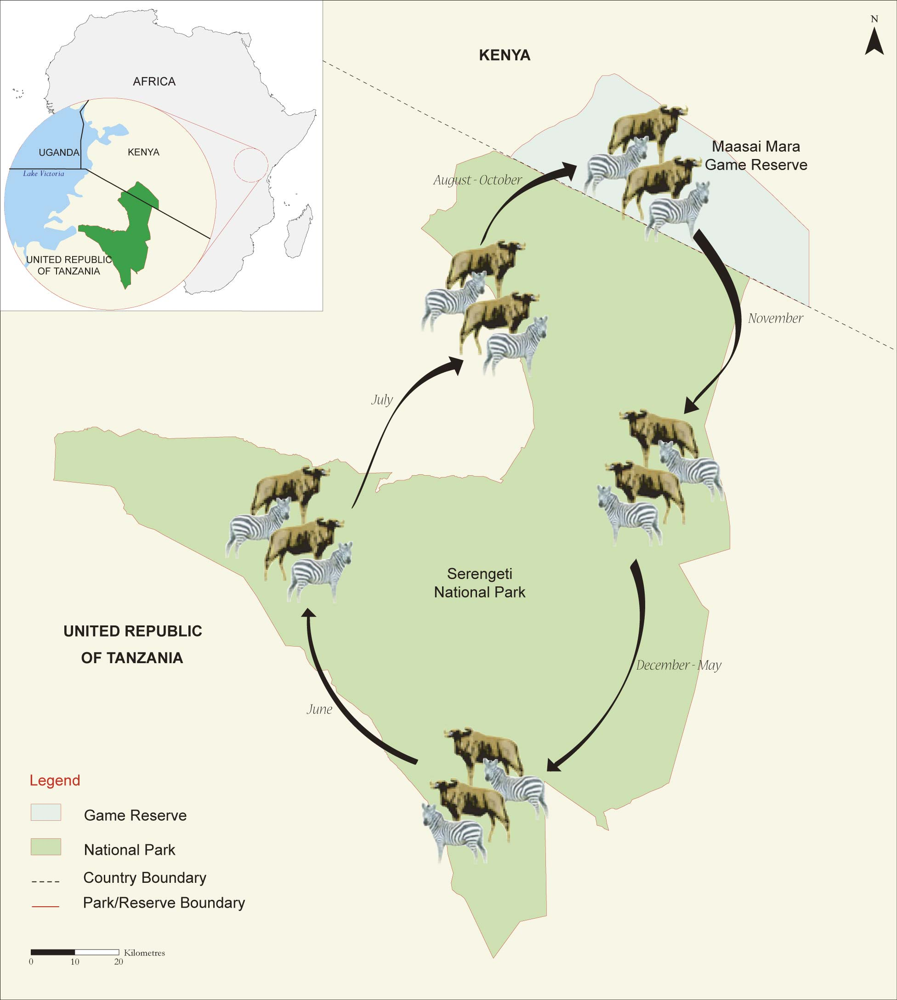 AFRICA
UGANDA
KENYA
Lake Victoria
UNITED REPUBLIC
OF TANZANIA
N
KENYA
Maasai Mara
Game Reserve
August - October
November
July
Serengeti
National Park
UNITED REPUBLIC
OF TANZANIA
December - May
June
Legend
Game Reserve
National Park
Country Boundary
Park/Reserve Boundary
Kilometres
0 10 20